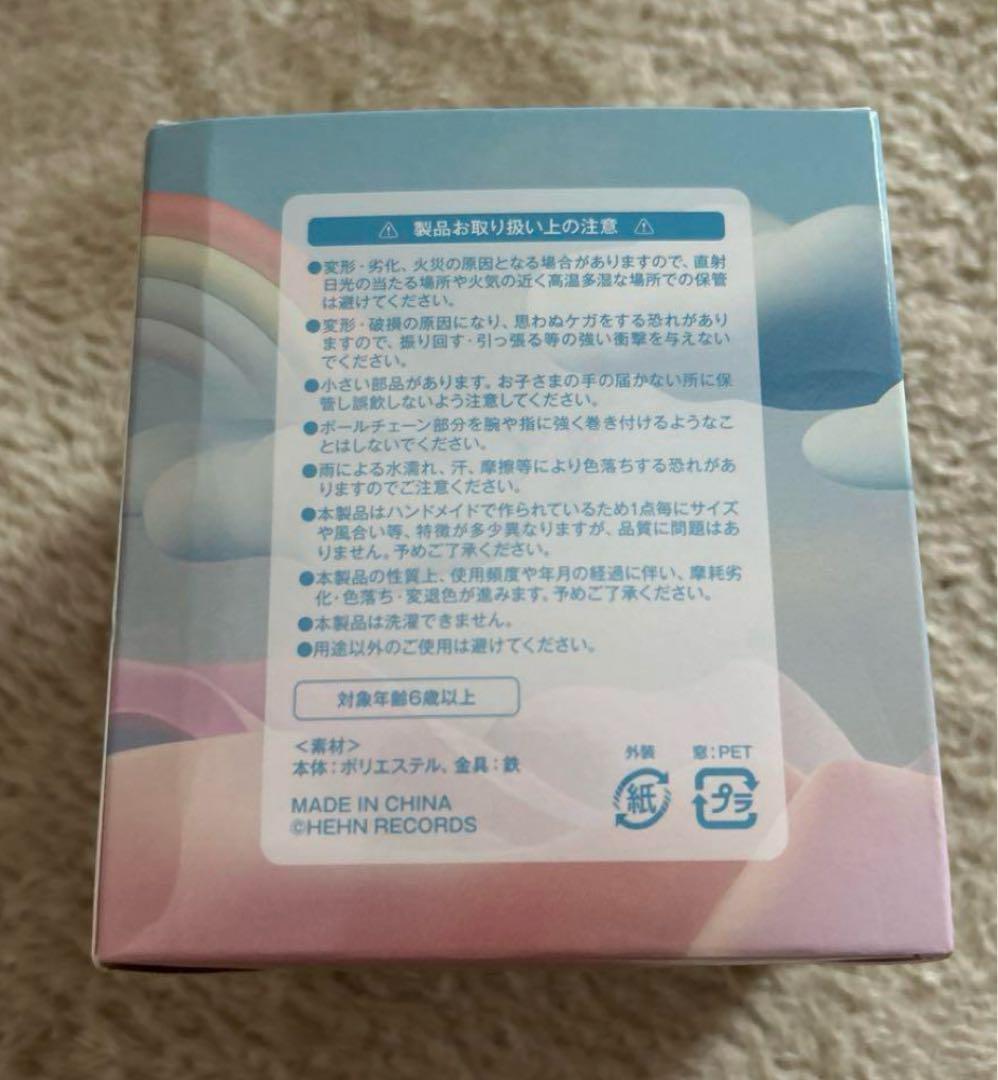 ⚠ 製品お取り扱い上の注意 ⚠
●変形・劣化、火災の原因となる場合がありますので、直射
日光の当たる場所や火気の近く高温多湿な場所での保管
は避けてください。
●変形・破損の原因になり、思わぬケガをする恐れがあり
ますので、振り回す・引っ張る等の強い衝撃を与えない
でください。
●小さい部品があります。お子さまの手の届かない所に保
管し誤飲しないよう注意してください。
●ボールチェーン部分を腕や指に強く巻き付けるようなこ
とはしないでください。
●雨による水濡れ、汗、摩擦等により色落ちする恐れがあ
りますのでご注意ください。
●本製品はハンドメイドで作られているため1点毎にサイズ
や風合い等、特徴が多少異なりますが、品質に問題はあ
りません。予めご了承ください。
●本製品の性質上、使用頻度や年月の経過に伴い、摩耗劣
化・色落ち・変退色が進みます。予めご了承ください。
●本製品は洗濯できません。
●用途以外のご使用は避けてください。
対象年齢6歳以上
＜素材＞
本体：ポリエステル、金具：鉄
MADE IN CHINA
©HEHN RECORDS
外装
紙
窓：PET
プラ